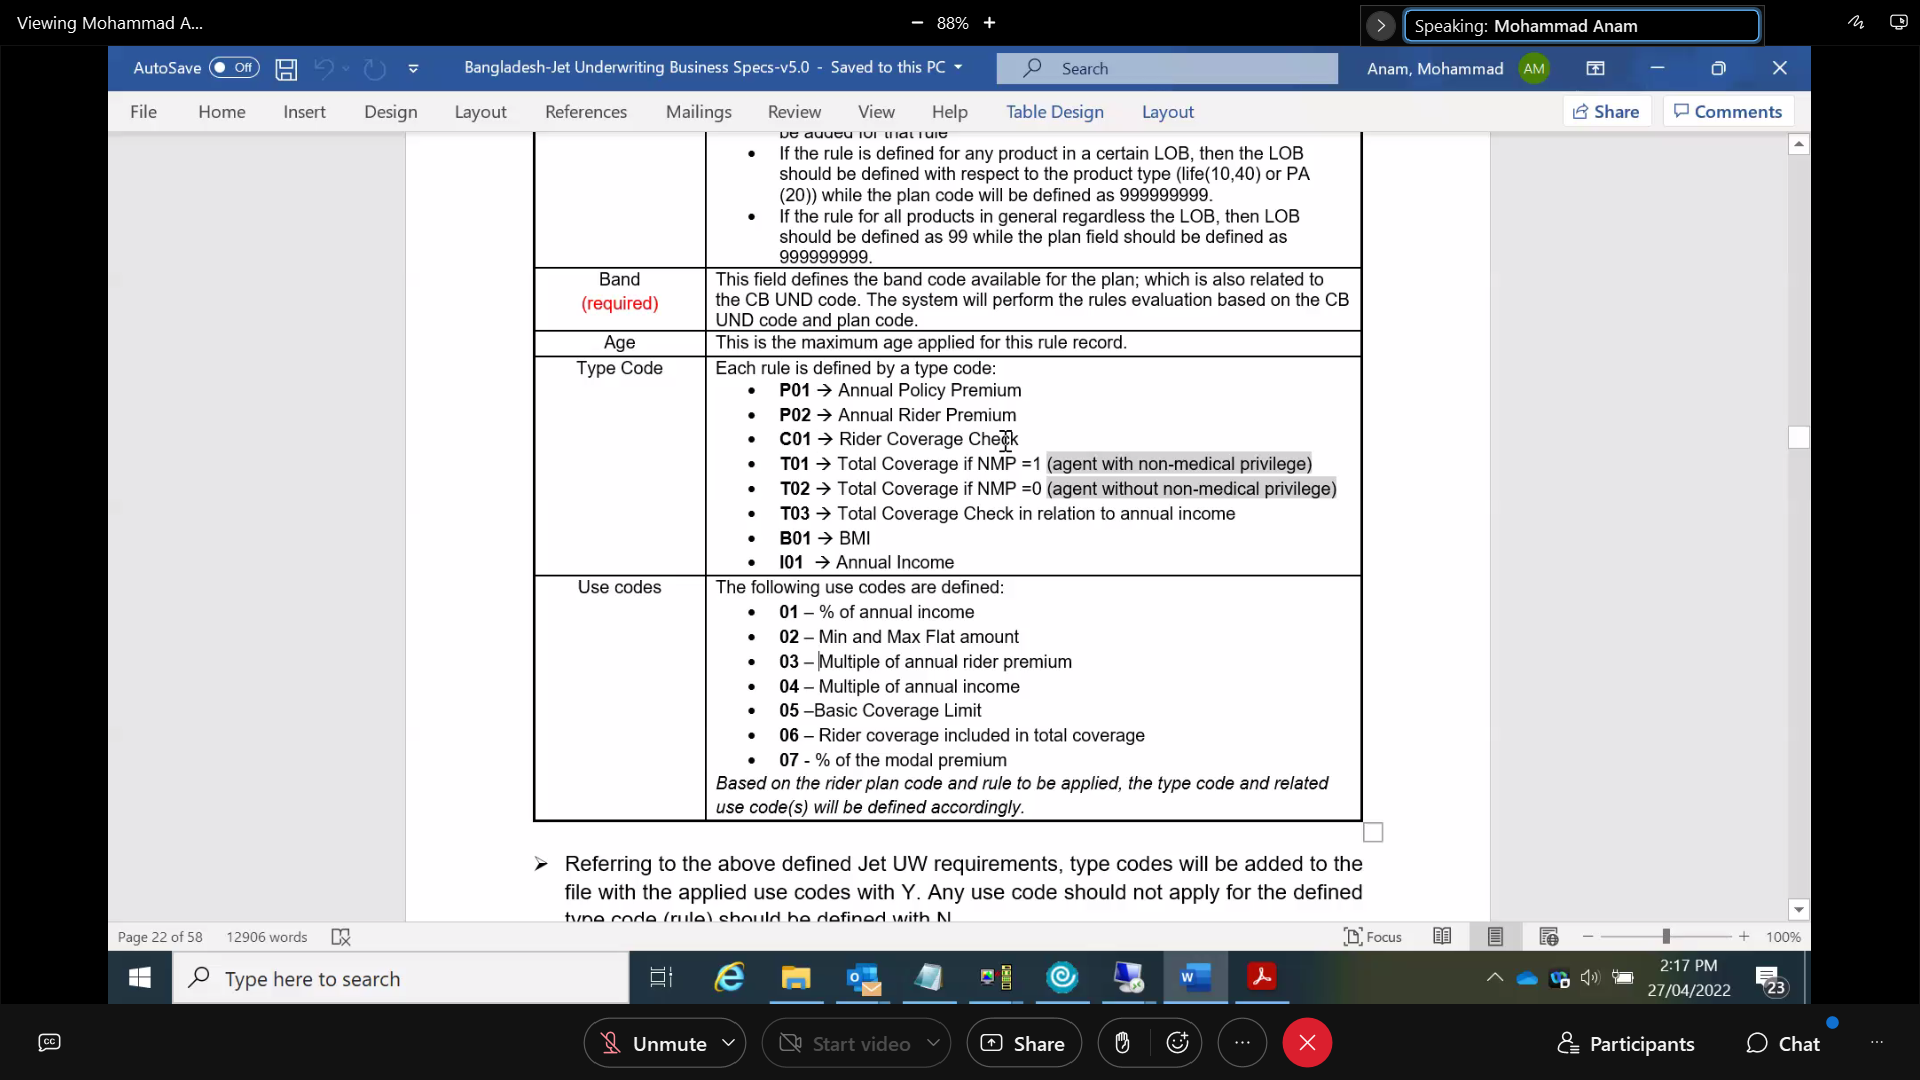 Viewing Mohammad A...
88%
Speaking: Mohammad Anam
AutoSave Off
Bangladesh-Jet Underwriting Business Specs-v5.0 - Saved to this PC
Search
Anam, Mohammad AM
File Home Insert Design Layout References Mailings Review View Help Table Design Layout
Share Comments
be added for that rule
• If the rule is defined for any product in a certain LOB, then the LOB
should be defined with respect to the product type (life(10,40) or PA
(20)) while the plan code will be defined as 999999999.
• If the rule for all products in general regardless the LOB, then LOB
should be defined as 99 while the plan field should be defined as
999999999.
Band
(required)
This field defines the band code available for the plan; which is also related to
the CB UND code. The system will perform the rules evaluation based on the CB
UND code and plan code.
Age
This is the maximum age applied for this rule record.
Type Code
Each rule is defined by a type code:
• P01 → Annual Policy Premium
• P02 → Annual Rider Premium
• C01 → Rider Coverage Check
• T01 → Total Coverage if NMP =1 (agent with non-medical privilege)
• T02 → Total Coverage if NMP =0 (agent without non-medical privilege)
• T03 → Total Coverage Check in relation to annual income
• B01 → BMI
• I01 → Annual Income
Use codes
The following use codes are defined:
• 01 – % of annual income
• 02 – Min and Max Flat amount
• 03 – Multiple of annual rider premium
• 04 – Multiple of annual income
• 05 –Basic Coverage Limit
• 06 – Rider coverage included in total coverage
• 07 - % of the modal premium
Based on the rider plan code and rule to be applied, the type code and related
use code(s) will be defined accordingly.
➢ Referring to the above defined Jet UW requirements, type codes will be added to the
file with the applied use codes with Y. Any use code should not apply for the defined
type code (rule) should be defined with N.
Page 22 of 58 12906 words
Focus
100%
Type here to search
2:17 PM
27/04/2022
23
CC
Unmute
Start video
Share
Participants
Chat